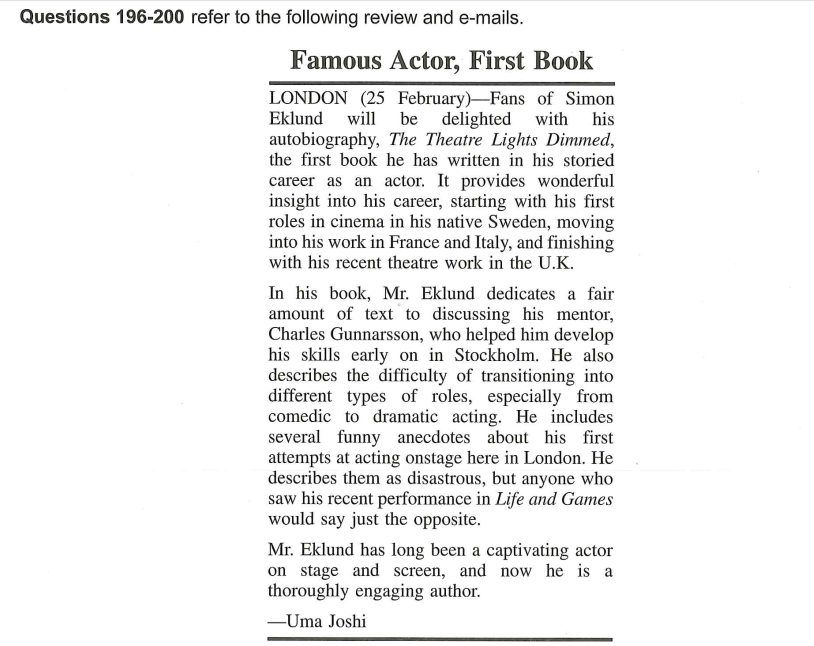 Questions 196-200 refer to the following review and e-mails.
Famous Actor, First Book
LONDON (25 February)—Fans of Simon
Eklund will be delighted with his
autobiography, The Theatre Lights Dimmed,
the first book he has written in his storied
career as an actor. It provides wonderful
insight into his career, starting with his first
roles in cinema in his native Sweden, moving
into his work in France and Italy, and finishing
with his recent theatre work in the U.K.
In his book, Mr. Eklund dedicates a fair
amount of text to discussing his mentor,
Charles Gunnarsson, who helped him develop
his skills early on in Stockholm. He also
describes the difficulty of transitioning into
different types of roles, especially from
comedic to dramatic acting. He includes
several funny anecdotes about his first
attempts at acting onstage here in London. He
describes them as disastrous, but anyone who
saw his recent performance in Life and Games
would say just the opposite.
Mr. Eklund has long been a captivating actor
on stage and screen, and now he is a
thoroughly engaging author.
—Uma Joshi